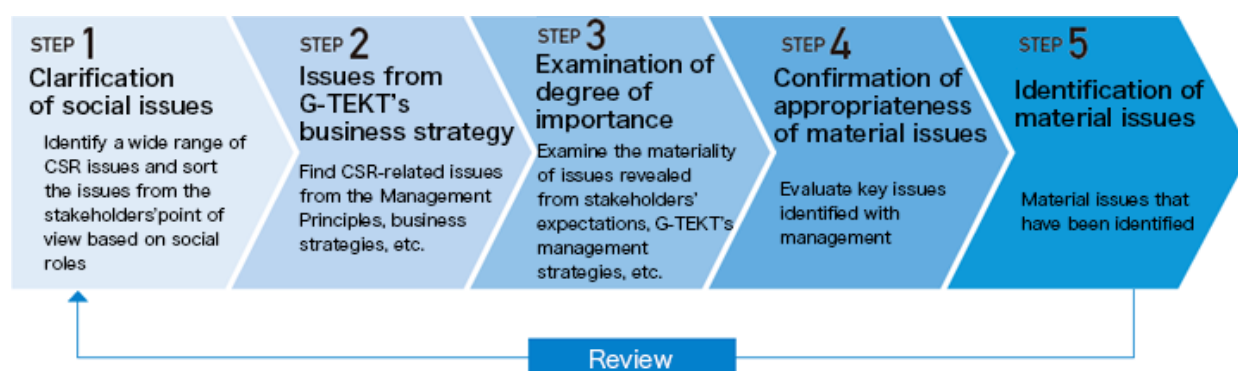 STEP 1
Clarification
of social issues
Identify a wide range of
CSR issues and sort
the issues from the
stakeholders'point of
view based on social
roles
STEP 2
Issues from
G-TEKT's
business strategy
Find CSR-related issues
from the Management
Principles, business
strategies, etc.
STEP 3
Examination of
degree of
importance
Examine the materiality
of issues revealed
from stakeholders'
expectations, G-TEKT's
management
strategies, etc.
STEP 4
Confirmation of
appropriateness
of material issues
Evaluate key issues
identified with
management
STEP 5
Identification of
material issues
Material issues that
have been identified
Review